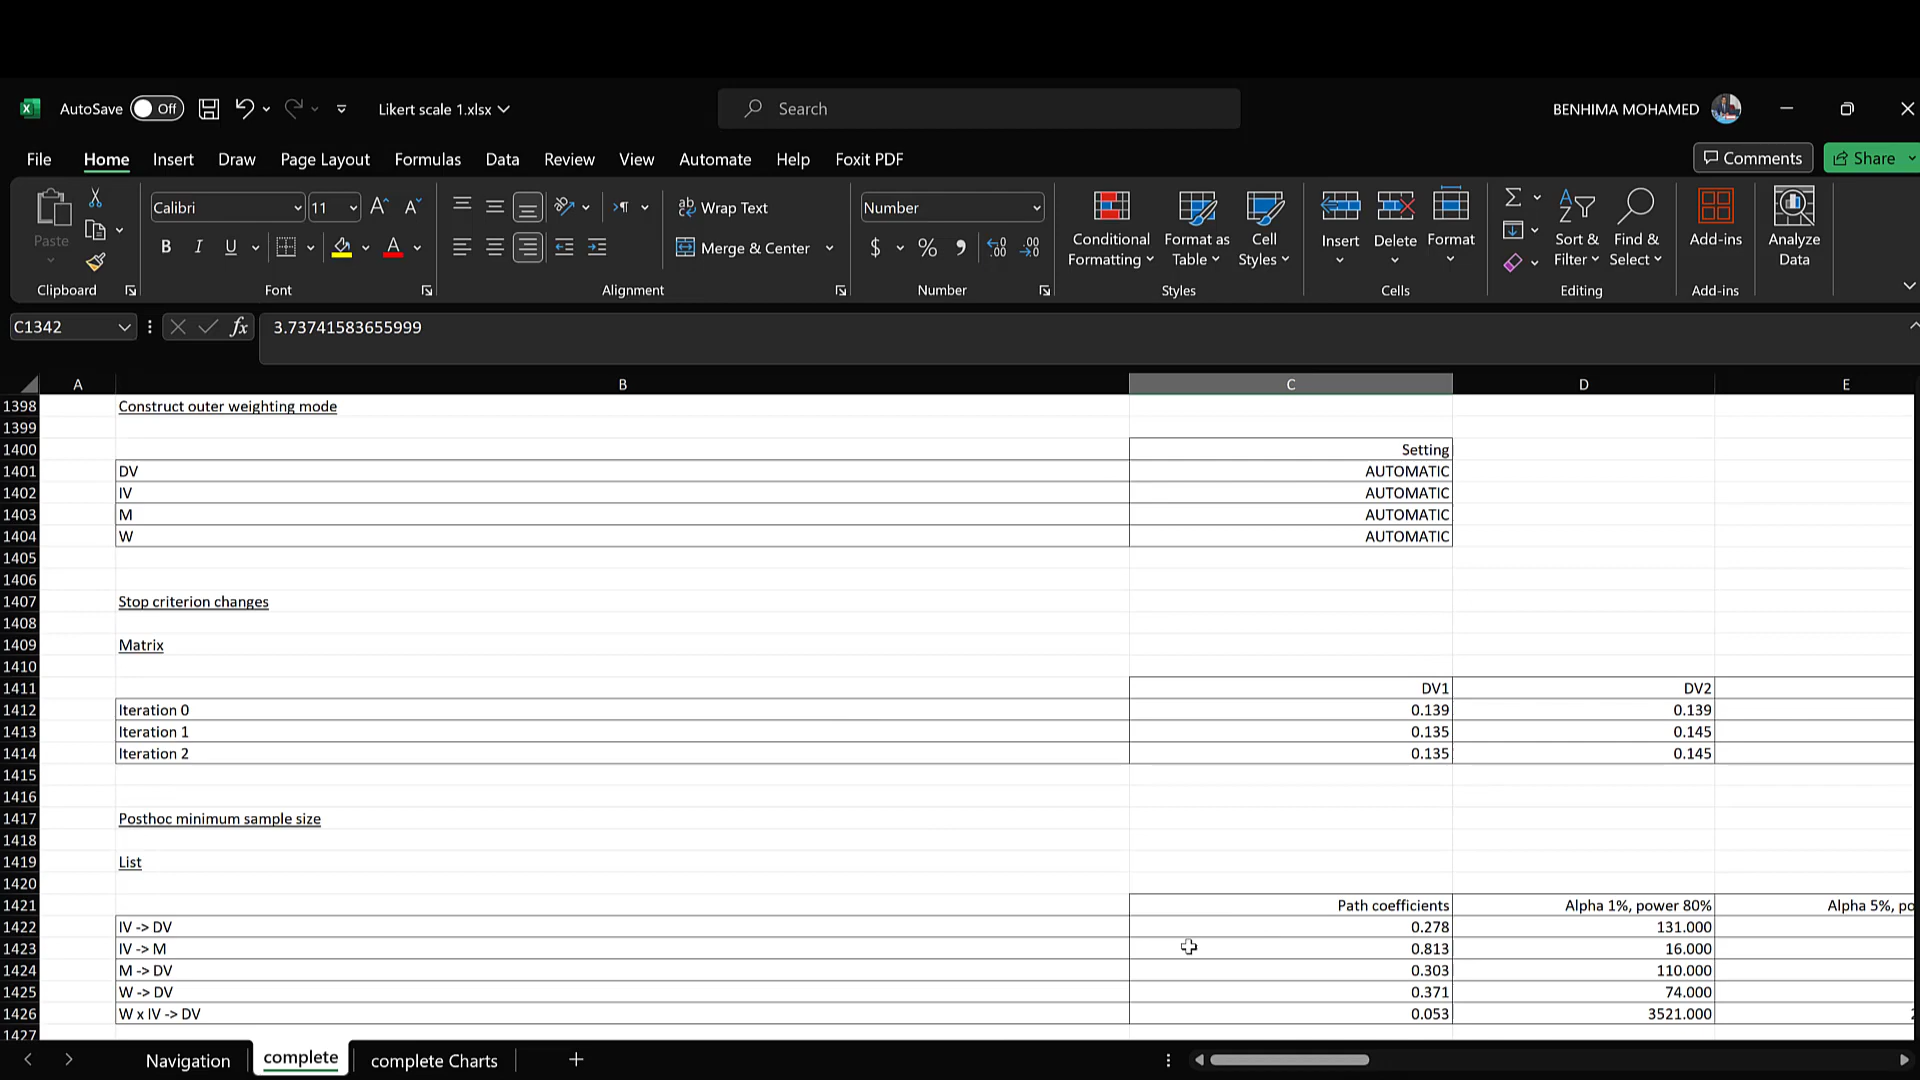 AutoSave Off Likert scale 1.xlsx Search BENHIMA MOHAMED
File Home Insert Draw Page Layout Formulas Data Review View Automate Help Foxit PDF Comments Share
Paste Calibri 11 Wrap Text Number Conditional Formatting Format as Table Cell Styles Insert Delete Format Sort & Filter Find & Select Add-ins Analyze Data
B I U Merge & Center $ %
Clipboard Font Alignment Number Styles Cells Editing Add-ins
C1342 fx 3.73741583655999
A B C D E
1398 Construct outer weighting mode
1399
1400 Setting
1401 DV AUTOMATIC
1402 IV AUTOMATIC
1403 M AUTOMATIC
1404 W AUTOMATIC
1405
1406
1407 Stop criterion changes
1408
1409 Matrix
1410
1411 DV1 DV2
1412 Iteration 0 0.139 0.139
1413 Iteration 1 0.135 0.145
1414 Iteration 2 0.135 0.145
1415
1416
1417 Posthoc minimum sample size
1418
1419 List
1420
1421 Path coefficients Alpha 1%, power 80% Alpha 5%, po
1422 IV -> DV 0.278 131.000
1423 IV -> M 0.813 16.000
1424 M -> DV 0.303 110.000
1425 W -> DV 0.371 74.000
1426 W x IV -> DV 0.053 3521.000
1427
Navigation complete complete Charts